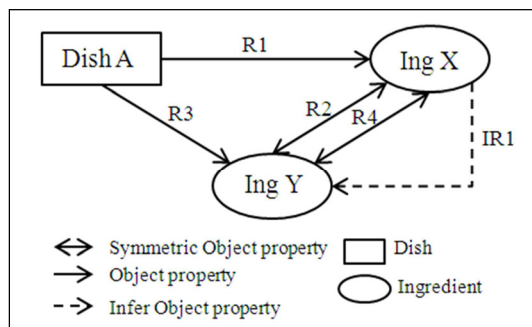 R1
Dish A
Ing X
R2
R3
R4
IR1
Ing Y
Symmetric Object property
Dish
Object property
Ingredient
Infer Object property